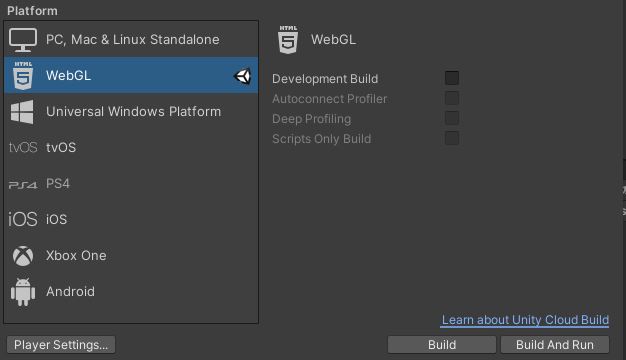 Platform
PC, Mac & Linux Standalone
HTML 5 WebGL
Universal Windows Platform
tvOS tvOS
PS4 PS4
iOS iOS
Xbox One
Android
HTML 5 WebGL
Development Build
Autoconnect Profiler
Deep Profiling
Scripts Only Build
Learn about Unity Cloud Build
Player Settings...
Build
Build And Run